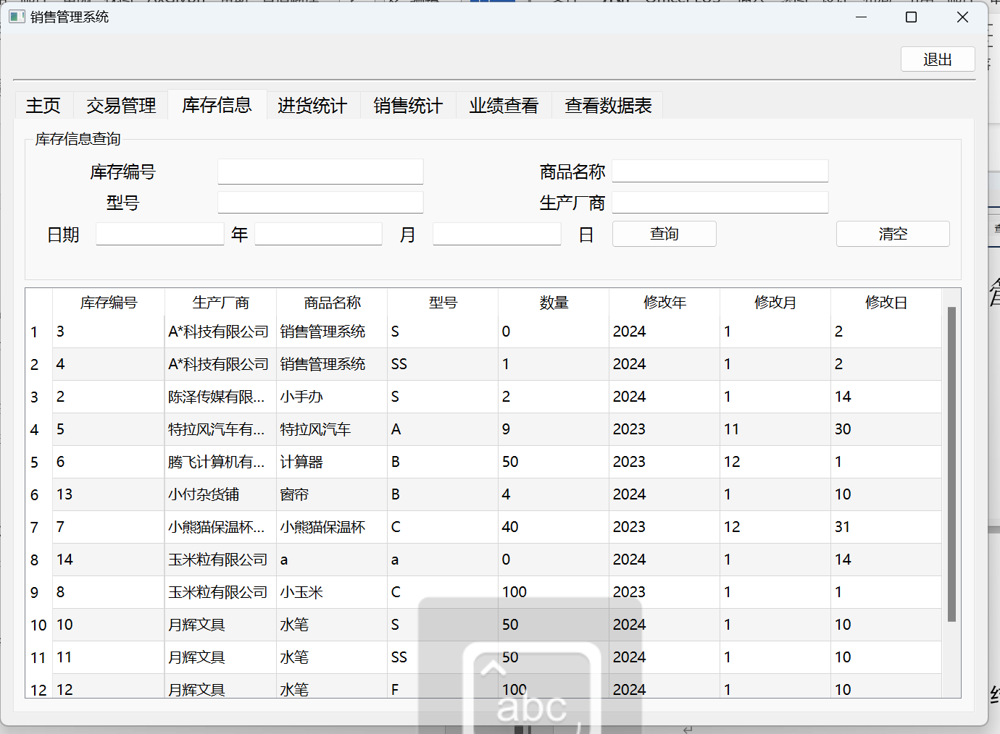 销售管理系统
退出
主页 交易管理 库存信息 进货统计 销售统计 业绩查看 查看数据表
库存信息查询
库存编号 商品名称
型号 生产厂商
日期 年 月 日 查询 清空
库存编号 生产厂商 商品名称 型号 数量 修改年 修改月 修改日
1 3 A*科技有限公司 销售管理系统 S 0 2024 1 2
2 4 A*科技有限公司 销售管理系统 SS 1 2024 1 2
3 2 陈泽传媒有限... 小手办 S 2 2024 1 14
4 5 特拉风汽车有... 特拉风汽车 A 9 2023 11 30
5 6 腾飞计算机有... 计算器 B 50 2023 12 1
6 13 小付杂货铺 窗帘 B 4 2024 1 10
7 7 小熊猫保温杯... 小熊猫保温杯 C 40 2023 12 31
8 14 玉米粒有限公司 a a 0 2024 1 14
9 8 玉米粒有限公司 小玉米 C 100 2023 1 1
10 10 月辉文具 水笔 S 50 2024 1 10
11 11 月辉文具 水笔 SS 50 2024 1 10
12 12 月辉文具 水笔 F 100 2024 1 10
abc